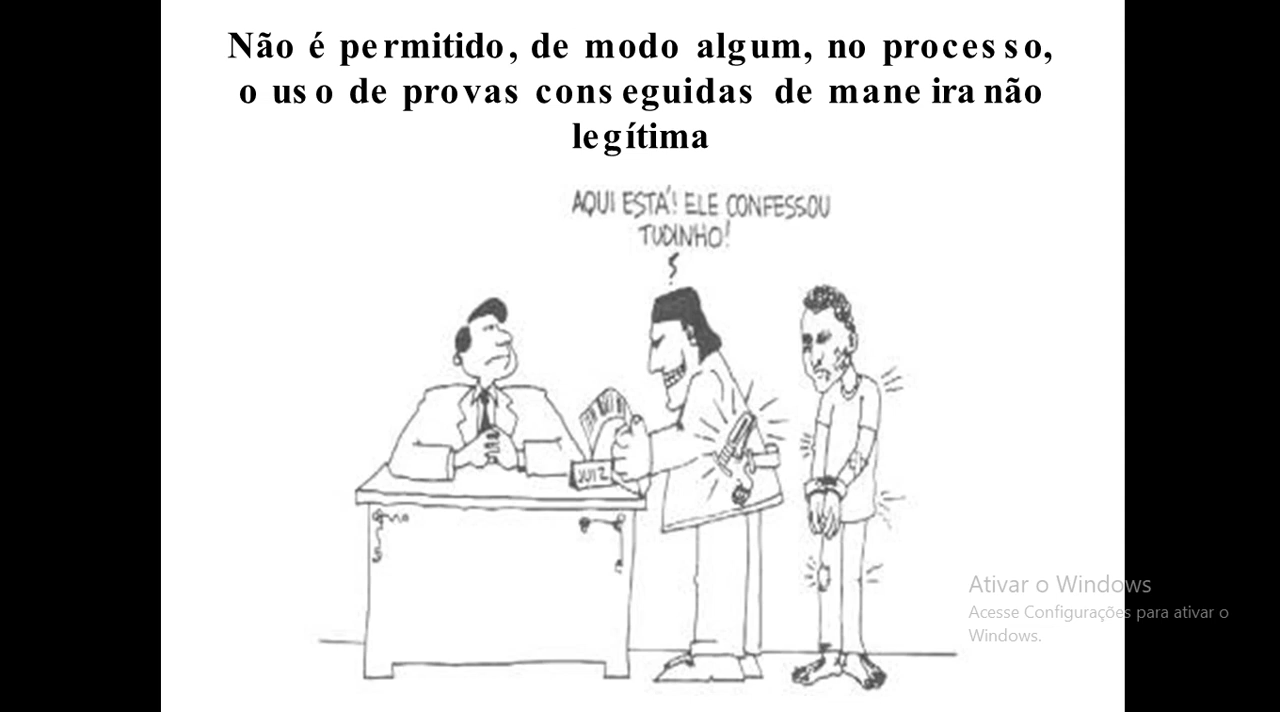 Não é permitido, de modo algum, no processo,
o uso de provas conseguidas de maneira não
legítima
AQUI ESTÁ! ELE CONFESSOU
TUDINHO!
JUIZ
Ativar o Windows
Acesse Configurações para ativar o
Windows.